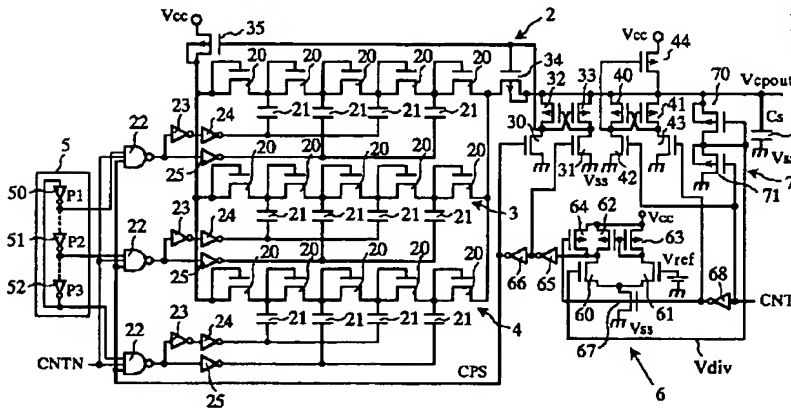 Vcc
35
2
Vcc
44
20 20 20 20 20
34
32 33 40
70
Vcpout
23 24
21 21 21 21
41
Cs
22
30
43
5
25
31 Vss 42
Vss
7
50 P1
20 20 20 20 20
71
3
Vcc
51 P2
23 24
21 21 21 21
64 62
63
22
Vref
52 P3
25
20 20 20 20 20
66 65
68
4
60
61
CNT
23 24
21 21 21 21
Vss
67
22
CNTN
CPS
Vdiv
25
6